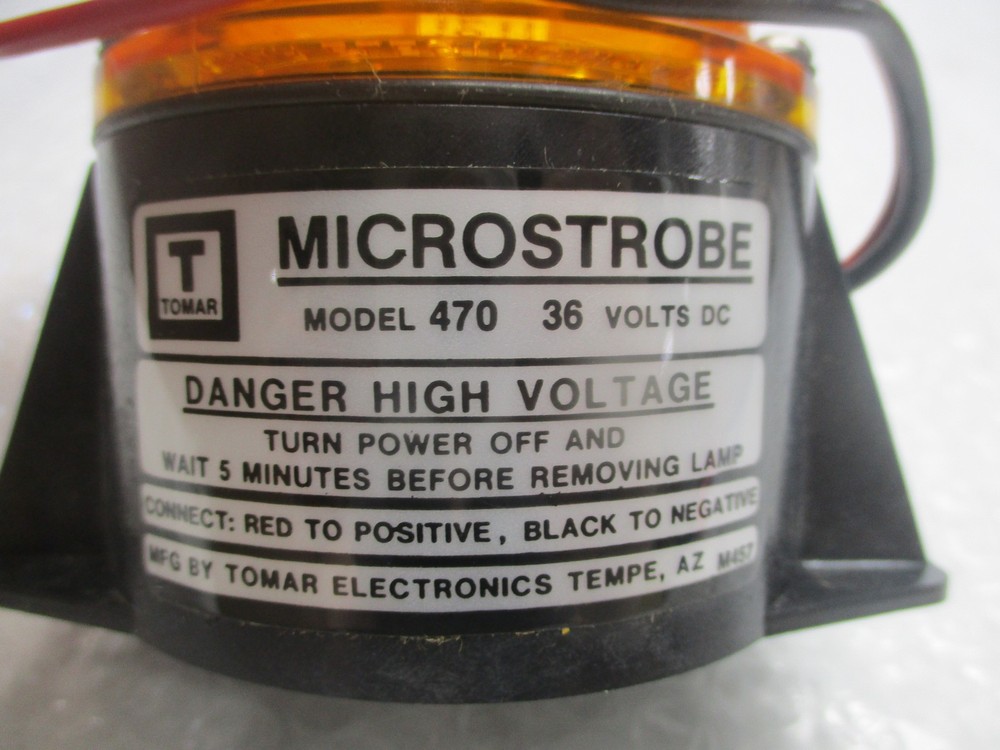 T
TOMAR
MICROSTROBE
MODEL 470 36 VOLTS DC
DANGER HIGH VOLTAGE
TURN POWER OFF AND
WAIT 5 MINUTES BEFORE REMOVING LAMP
CONNECT: RED TO POSITIVE, BLACK TO NEGATIVE
MFG BY TOMAR ELECTRONICS TEMPE, AZ M457